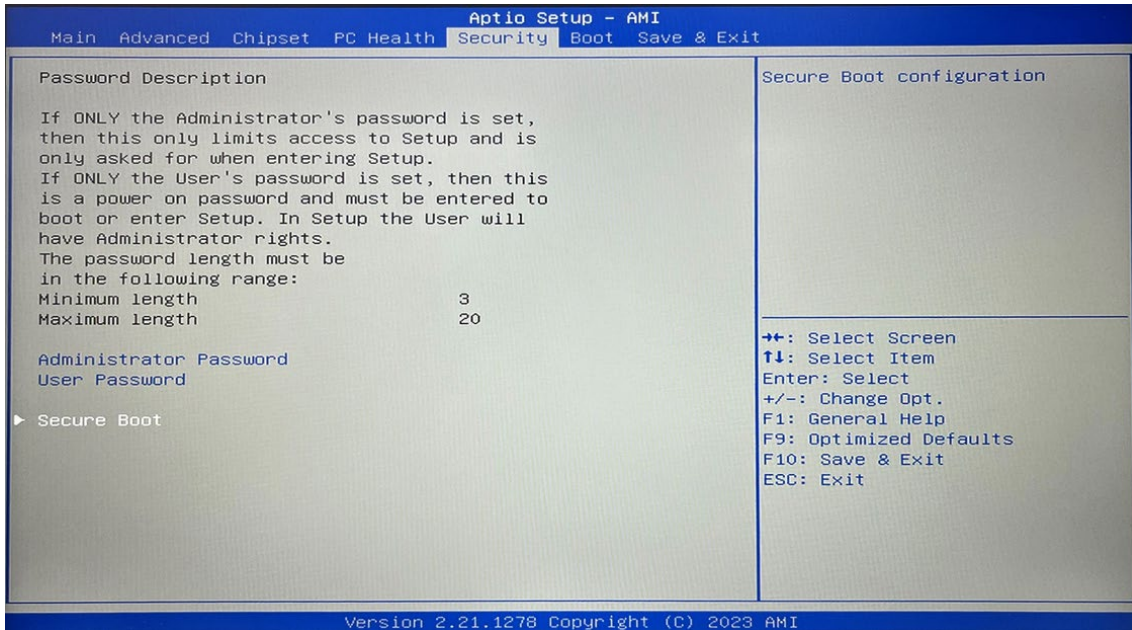 Aptio Setup – AMI
Main Advanced Chipset PC Health Security Boot Save & Exit
Password Description
If ONLY the Administrator's password is set,
then this only limits access to Setup and is
only asked for when entering Setup.
If ONLY the User's password is set, then this
is a power on password and must be entered to
boot or enter Setup. In Setup the User will
have Administrator rights.
The password length must be
in the following range:
Minimum length 3
Maximum length 20
Administrator Password
User Password
▶ Secure Boot
Secure Boot configuration
→←: Select Screen
↑↓: Select Item
Enter: Select
+/-: Change Opt.
F1: General Help
F9: Optimized Defaults
F10: Save & Exit
ESC: Exit
Version 2.21.1278 Copyright (C) 2023 AMI